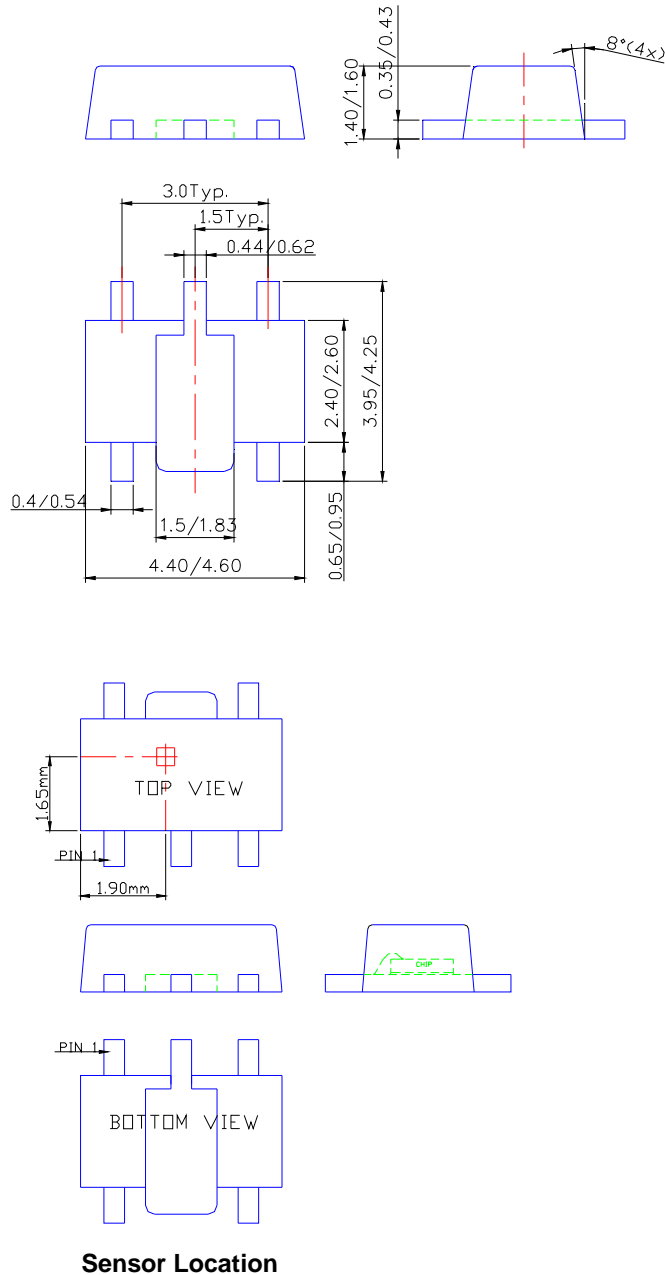 1.40/1.60
0.35/0.43
8°(4x)
3.0Typ.
1.5Typ.
0.44/0.62
2.40/2.60
3.95/4.25
0.4/0.54
1.5/1.83
0.65/0.95
4.40/4.60
1.65mm
TOP VIEW
PIN 1
1.90mm
CHIP
PIN 1
BOTTOM VIEW
Sensor Location